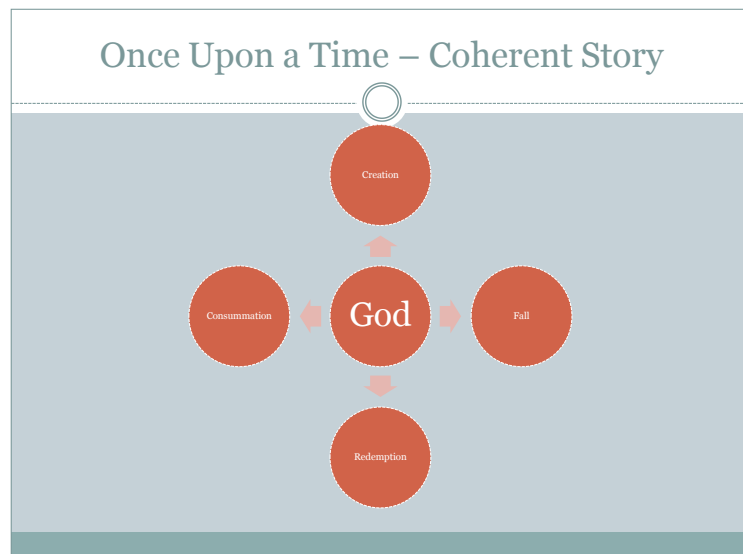 Once Upon a Time – Coherent Story
Creation
Consummation
God
Fall
Redemption